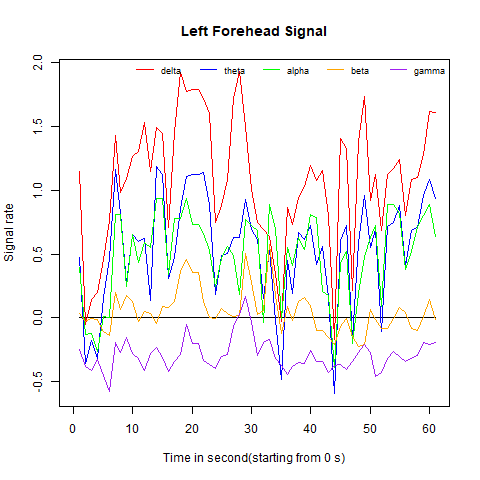 Left Forehead Signal
delta theta alpha beta gamma
2.0
1.5
1.0
0.5
0.0
-0.5
Signal rate
0 10 20 30 40 50 60
Time in second(starting from 0 s)